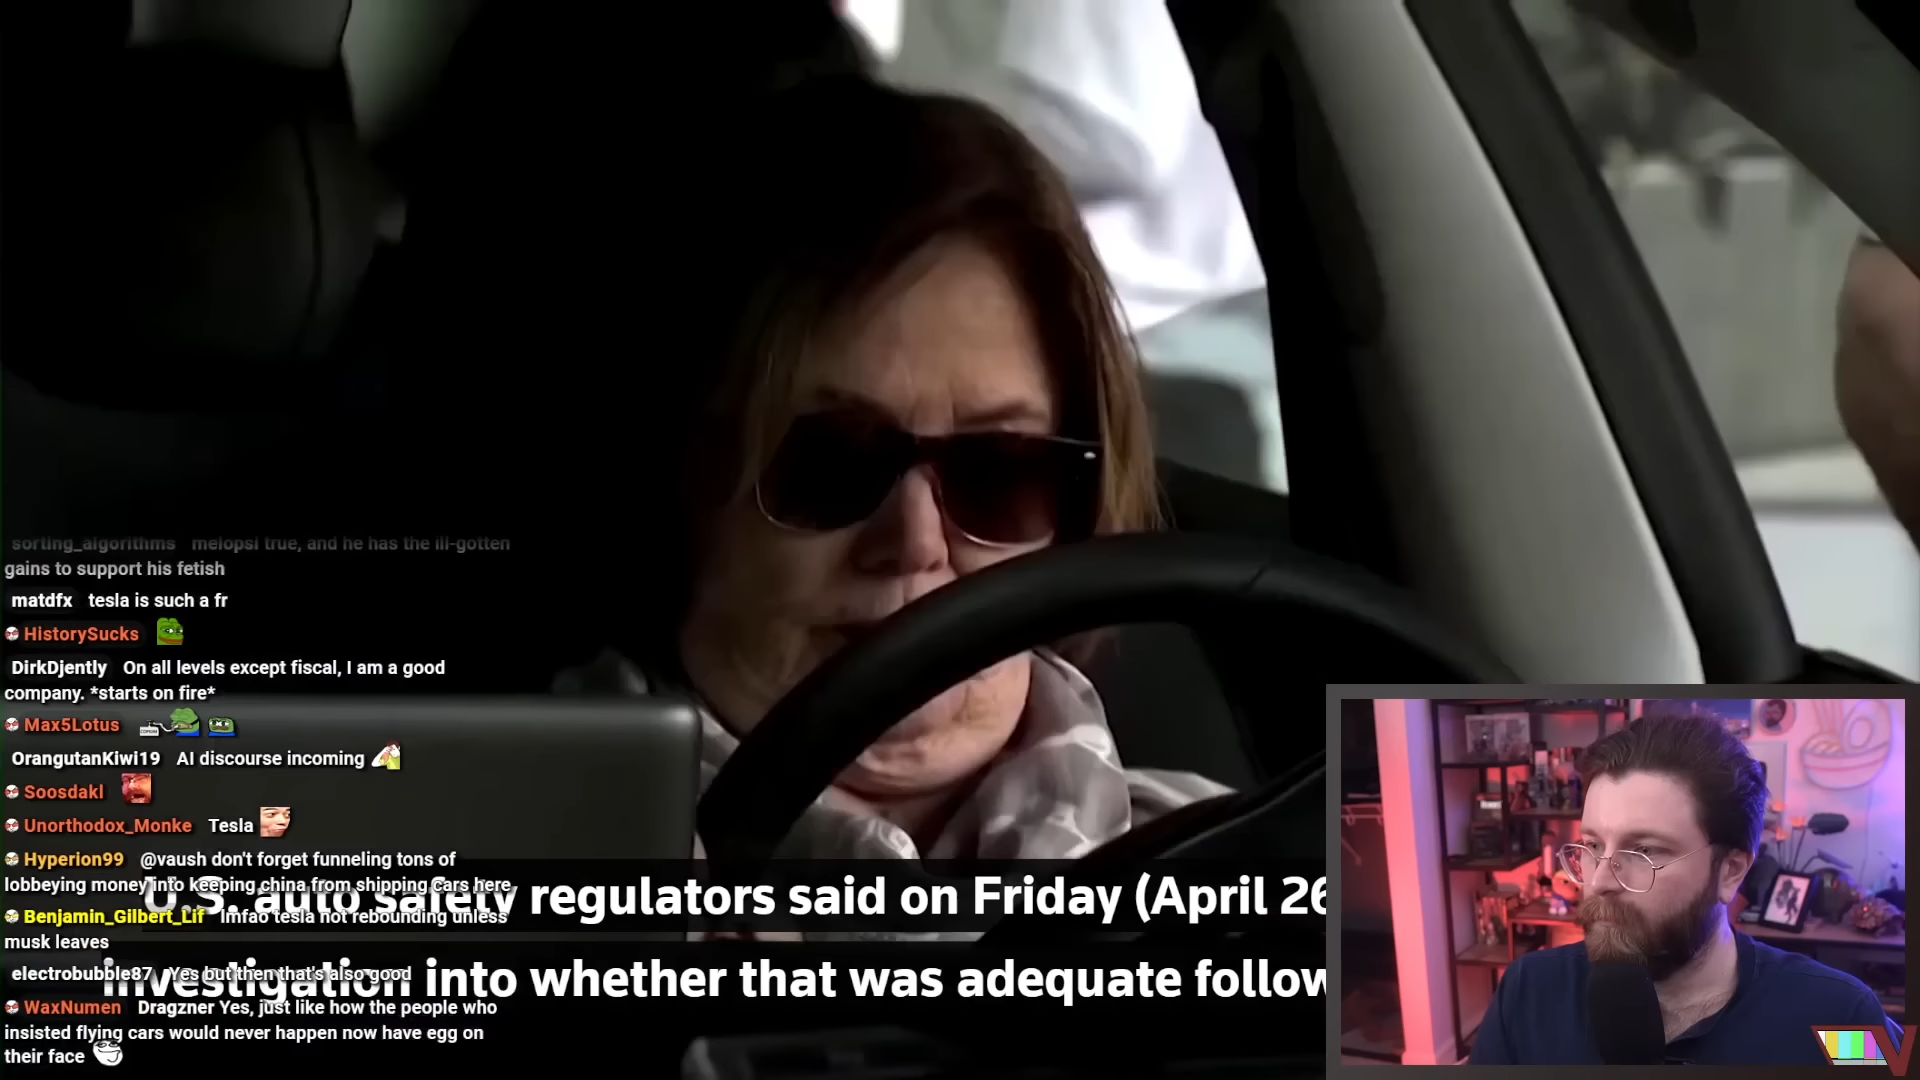 sorting_algorithms melopsi true, and he has the ill-gotten
gains to support his fetish
matdfx tesla is such a fr
HistorySucks
DirkDjently On all levels except fiscal, I am a good
company. *starts on fire*
Max5Lotus
OrangutanKiwi19 AI discourse incoming
Soosdakl
Unorthodox_Monke Tesla
Hyperion99 @vaush don't forget funneling tons of
lobbeying money into keeping china from shipping cars here
Benjamin_Gilbert_Lif lmfao tesla not rebounding unless
musk leaves
electrobubble87 Yes but then that's also good
WaxNumen Dragzner Yes, just like how the people who
insisted flying cars would never happen now have egg on
their face
U.S. auto safety regulators said on Friday (April 26
investigation into whether that was adequate follow